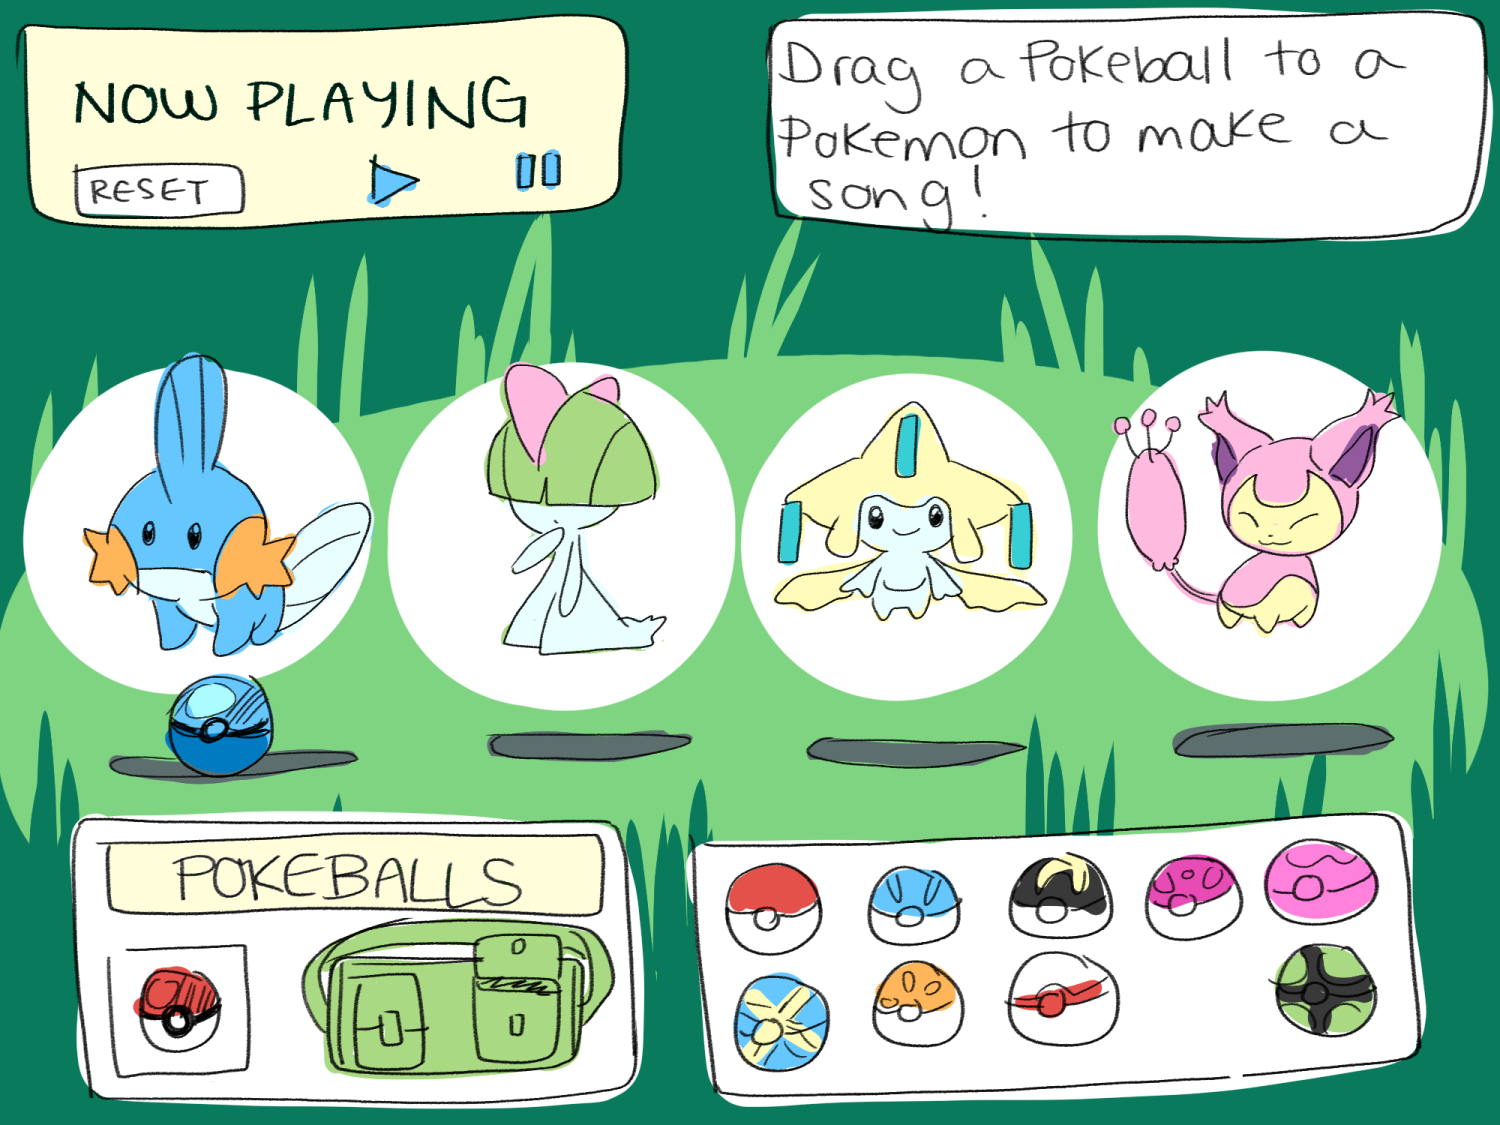 NOW PLAYING
RESET
Drag a Pokeball to a
Pokemon to make a
song!
POKEBALLS